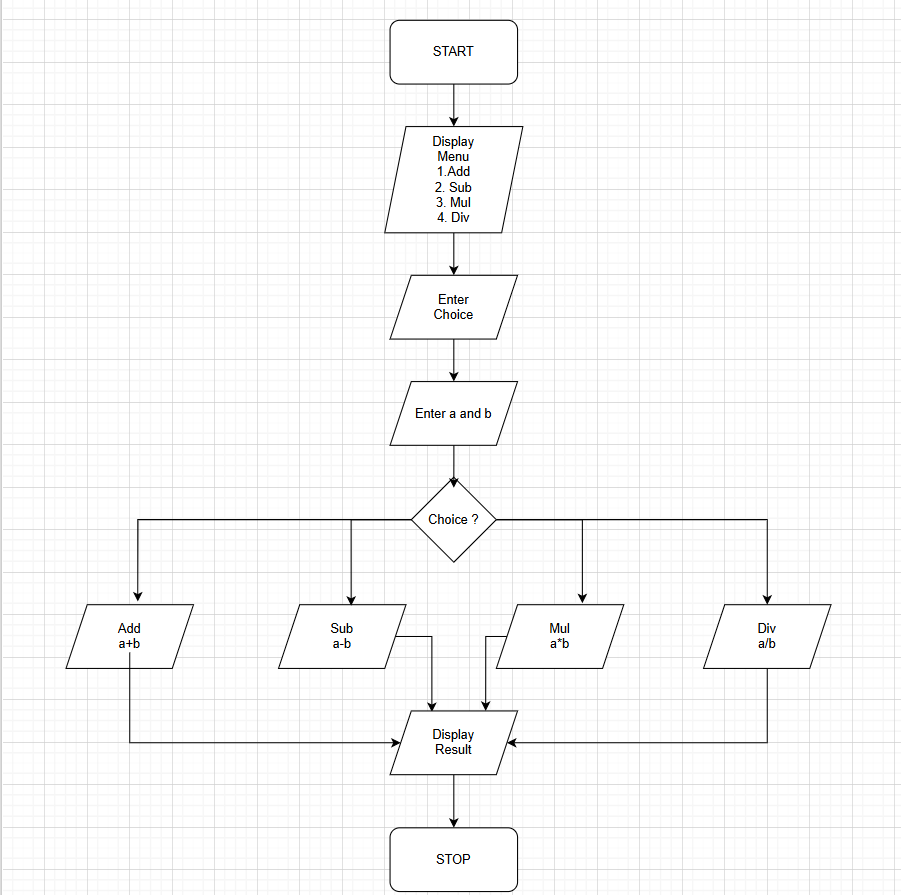 START
Display
Menu
1.Add
2. Sub
3. Mul
4. Div
Enter
Choice
Enter a and b
Choice ?
Add
a+b
Sub
a-b
Mul
a*b
Div
a/b
Display
Result
STOP